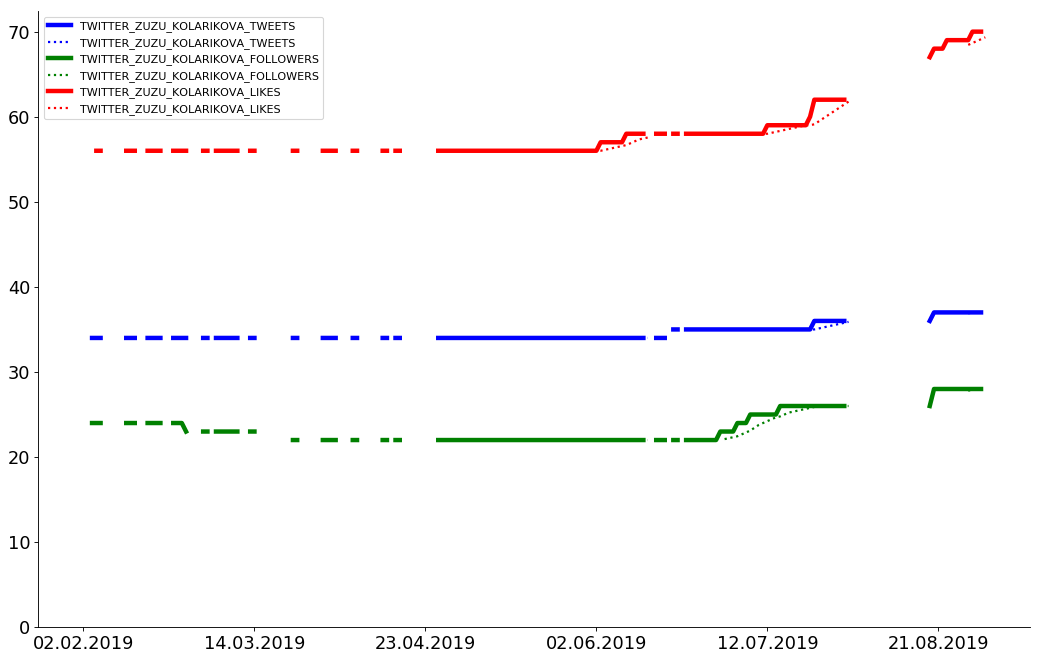 TWITTER_ZUZU_KOLARIKOVA_TWEETS
TWITTER_ZUZU_KOLARIKOVA_TWEETS
TWITTER_ZUZU_KOLARIKOVA_FOLLOWERS
TWITTER_ZUZU_KOLARIKOVA_FOLLOWERS
TWITTER_ZUZU_KOLARIKOVA_LIKES
TWITTER_ZUZU_KOLARIKOVA_LIKES
70
60
50
40
30
20
10
0
02.02.2019 14.03.2019 23.04.2019 02.06.2019 12.07.2019 21.08.2019